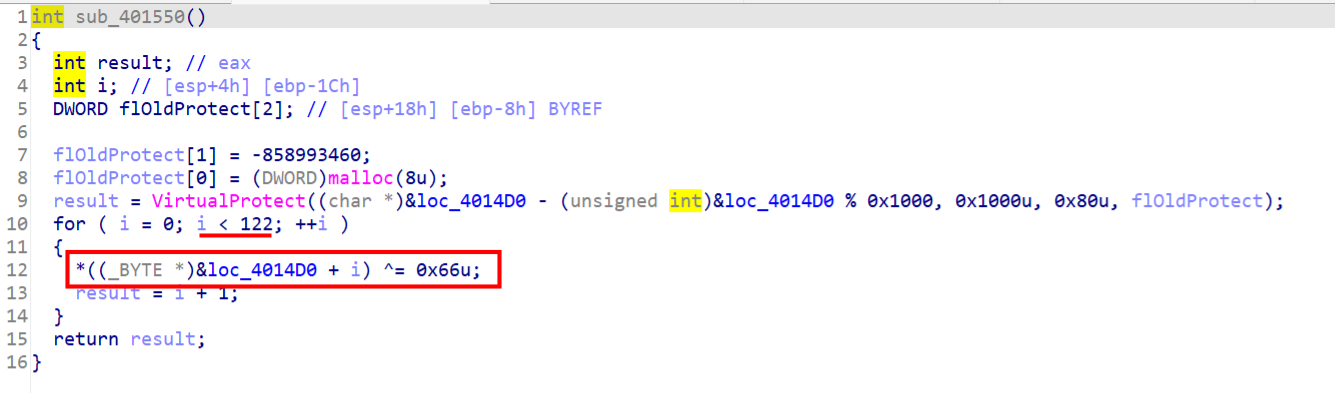 1 int sub_401550()
2 {
3   int result; // eax
4   int i; // [esp+4h] [ebp-1Ch]
5   DWORD flOldProtect[2]; // [esp+18h] [ebp-8h] BYREF
6
7   flOldProtect[1] = -858993460;
8   flOldProtect[0] = (DWORD)malloc(8u);
9   result = VirtualProtect((char *)&loc_4014D0 - (unsigned int)&loc_4014D0 % 0x1000, 0x1000u, 0x80u, flOldProtect);
10   for ( i = 0; i < 122; ++i )
11   {
12     *((_BYTE *)&loc_4014D0 + i) ^= 0x66u;
13     result = i + 1;
14   }
15   return result;
16 }